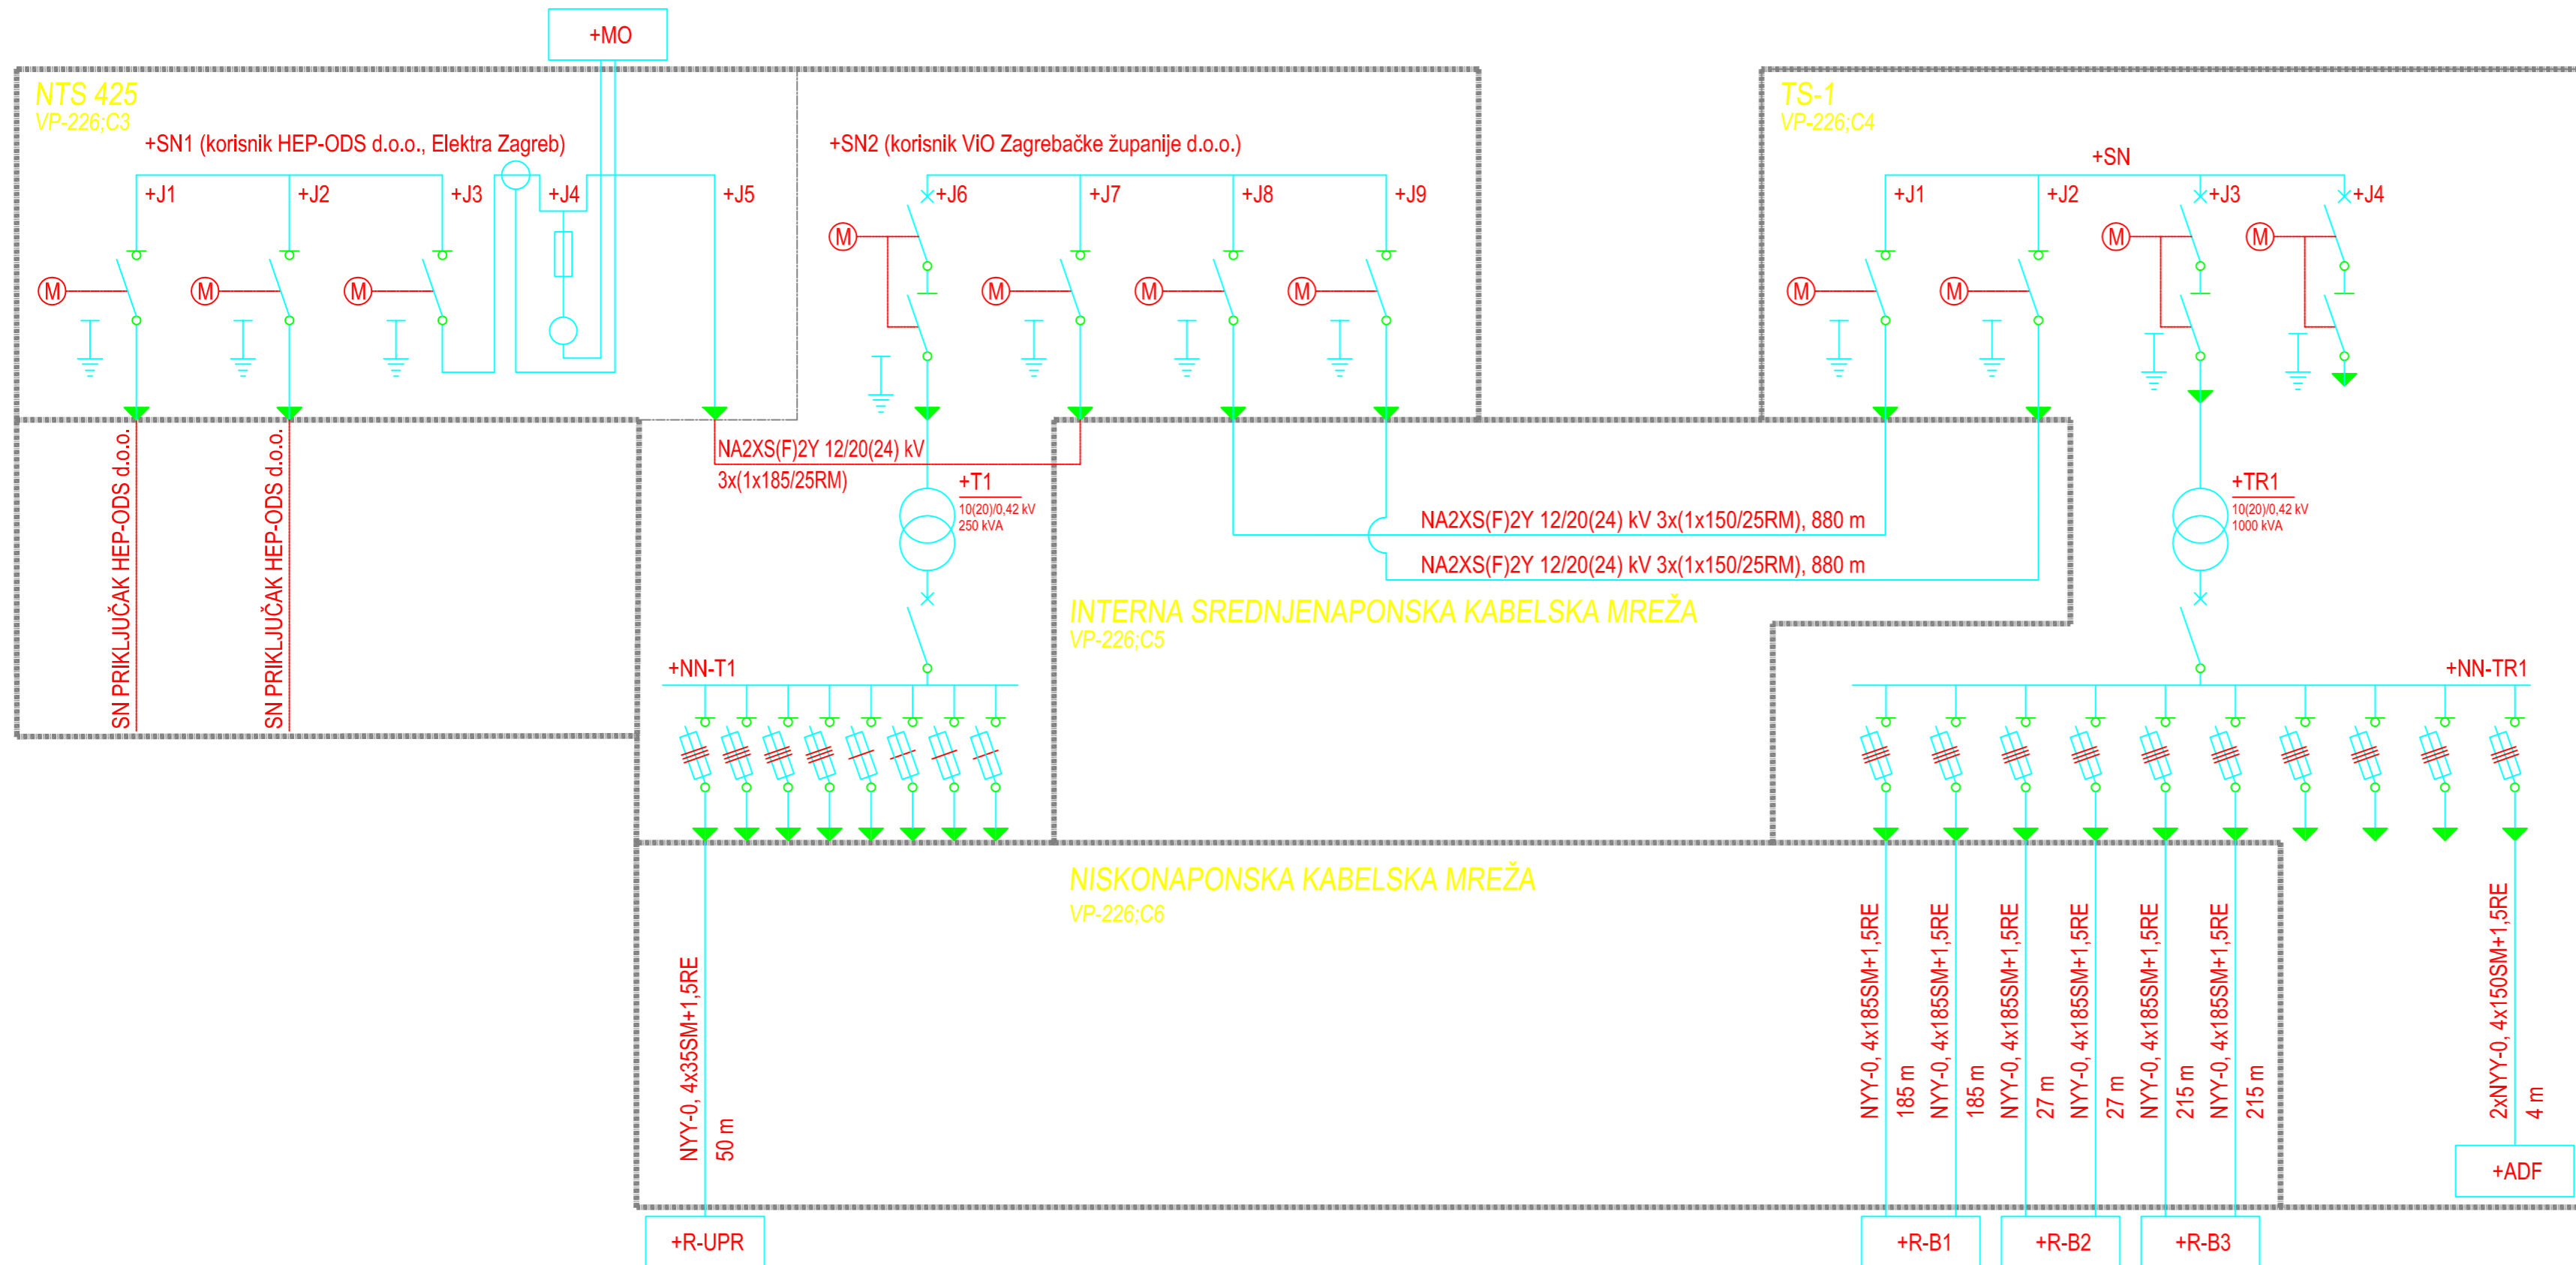 +MO
NTS 425
VP-226;C3
+SN1 (korisnik HEP-ODS d.o.o., Elektra Zagreb)
+J1
+J2
+J3
+J4
+J5
M
M
M
+SN2 (korisnik ViO Zagrebačke županije d.o.o.)
+J6
+J7
+J8
+J9
M
M
M
M
TS-1
VP-226;C4
+SN
+J1
+J2
+J3
+J4
M
M
M
M
SN PRIKLJUČAK HEP-ODS d.o.o.
SN PRIKLJUČAK HEP-ODS d.o.o.
NA2XS(F)2Y 12/20(24) kV
3x(1x185/25RM)
+T1
10(20)/0,42 kV
250 kVA
NA2XS(F)2Y 12/20(24) kV 3x(1x150/25RM), 880 m
NA2XS(F)2Y 12/20(24) kV 3x(1x150/25RM), 880 m
+TR1
10(20)/0,42 kV
1000 kVA
INTERNA SREDNJENAPONSKA KABELSKA MREŽA
VP-226;C5
+NN-T1
+NN-TR1
NISKONAPONSKA KABELSKA MREŽA
VP-226;C6
NYY-0, 4x35SM+1,5RE
50 m
NYY-0, 4x185SM+1,5RE
185 m
NYY-0, 4x185SM+1,5RE
185 m
NYY-0, 4x185SM+1,5RE
27 m
NYY-0, 4x185SM+1,5RE
27 m
NYY-0, 4x185SM+1,5RE
215 m
NYY-0, 4x185SM+1,5RE
215 m
2xNYY-0, 4x150SM+1,5RE
4 m
+ADF
+R-UPR
+R-B1
+R-B2
+R-B3